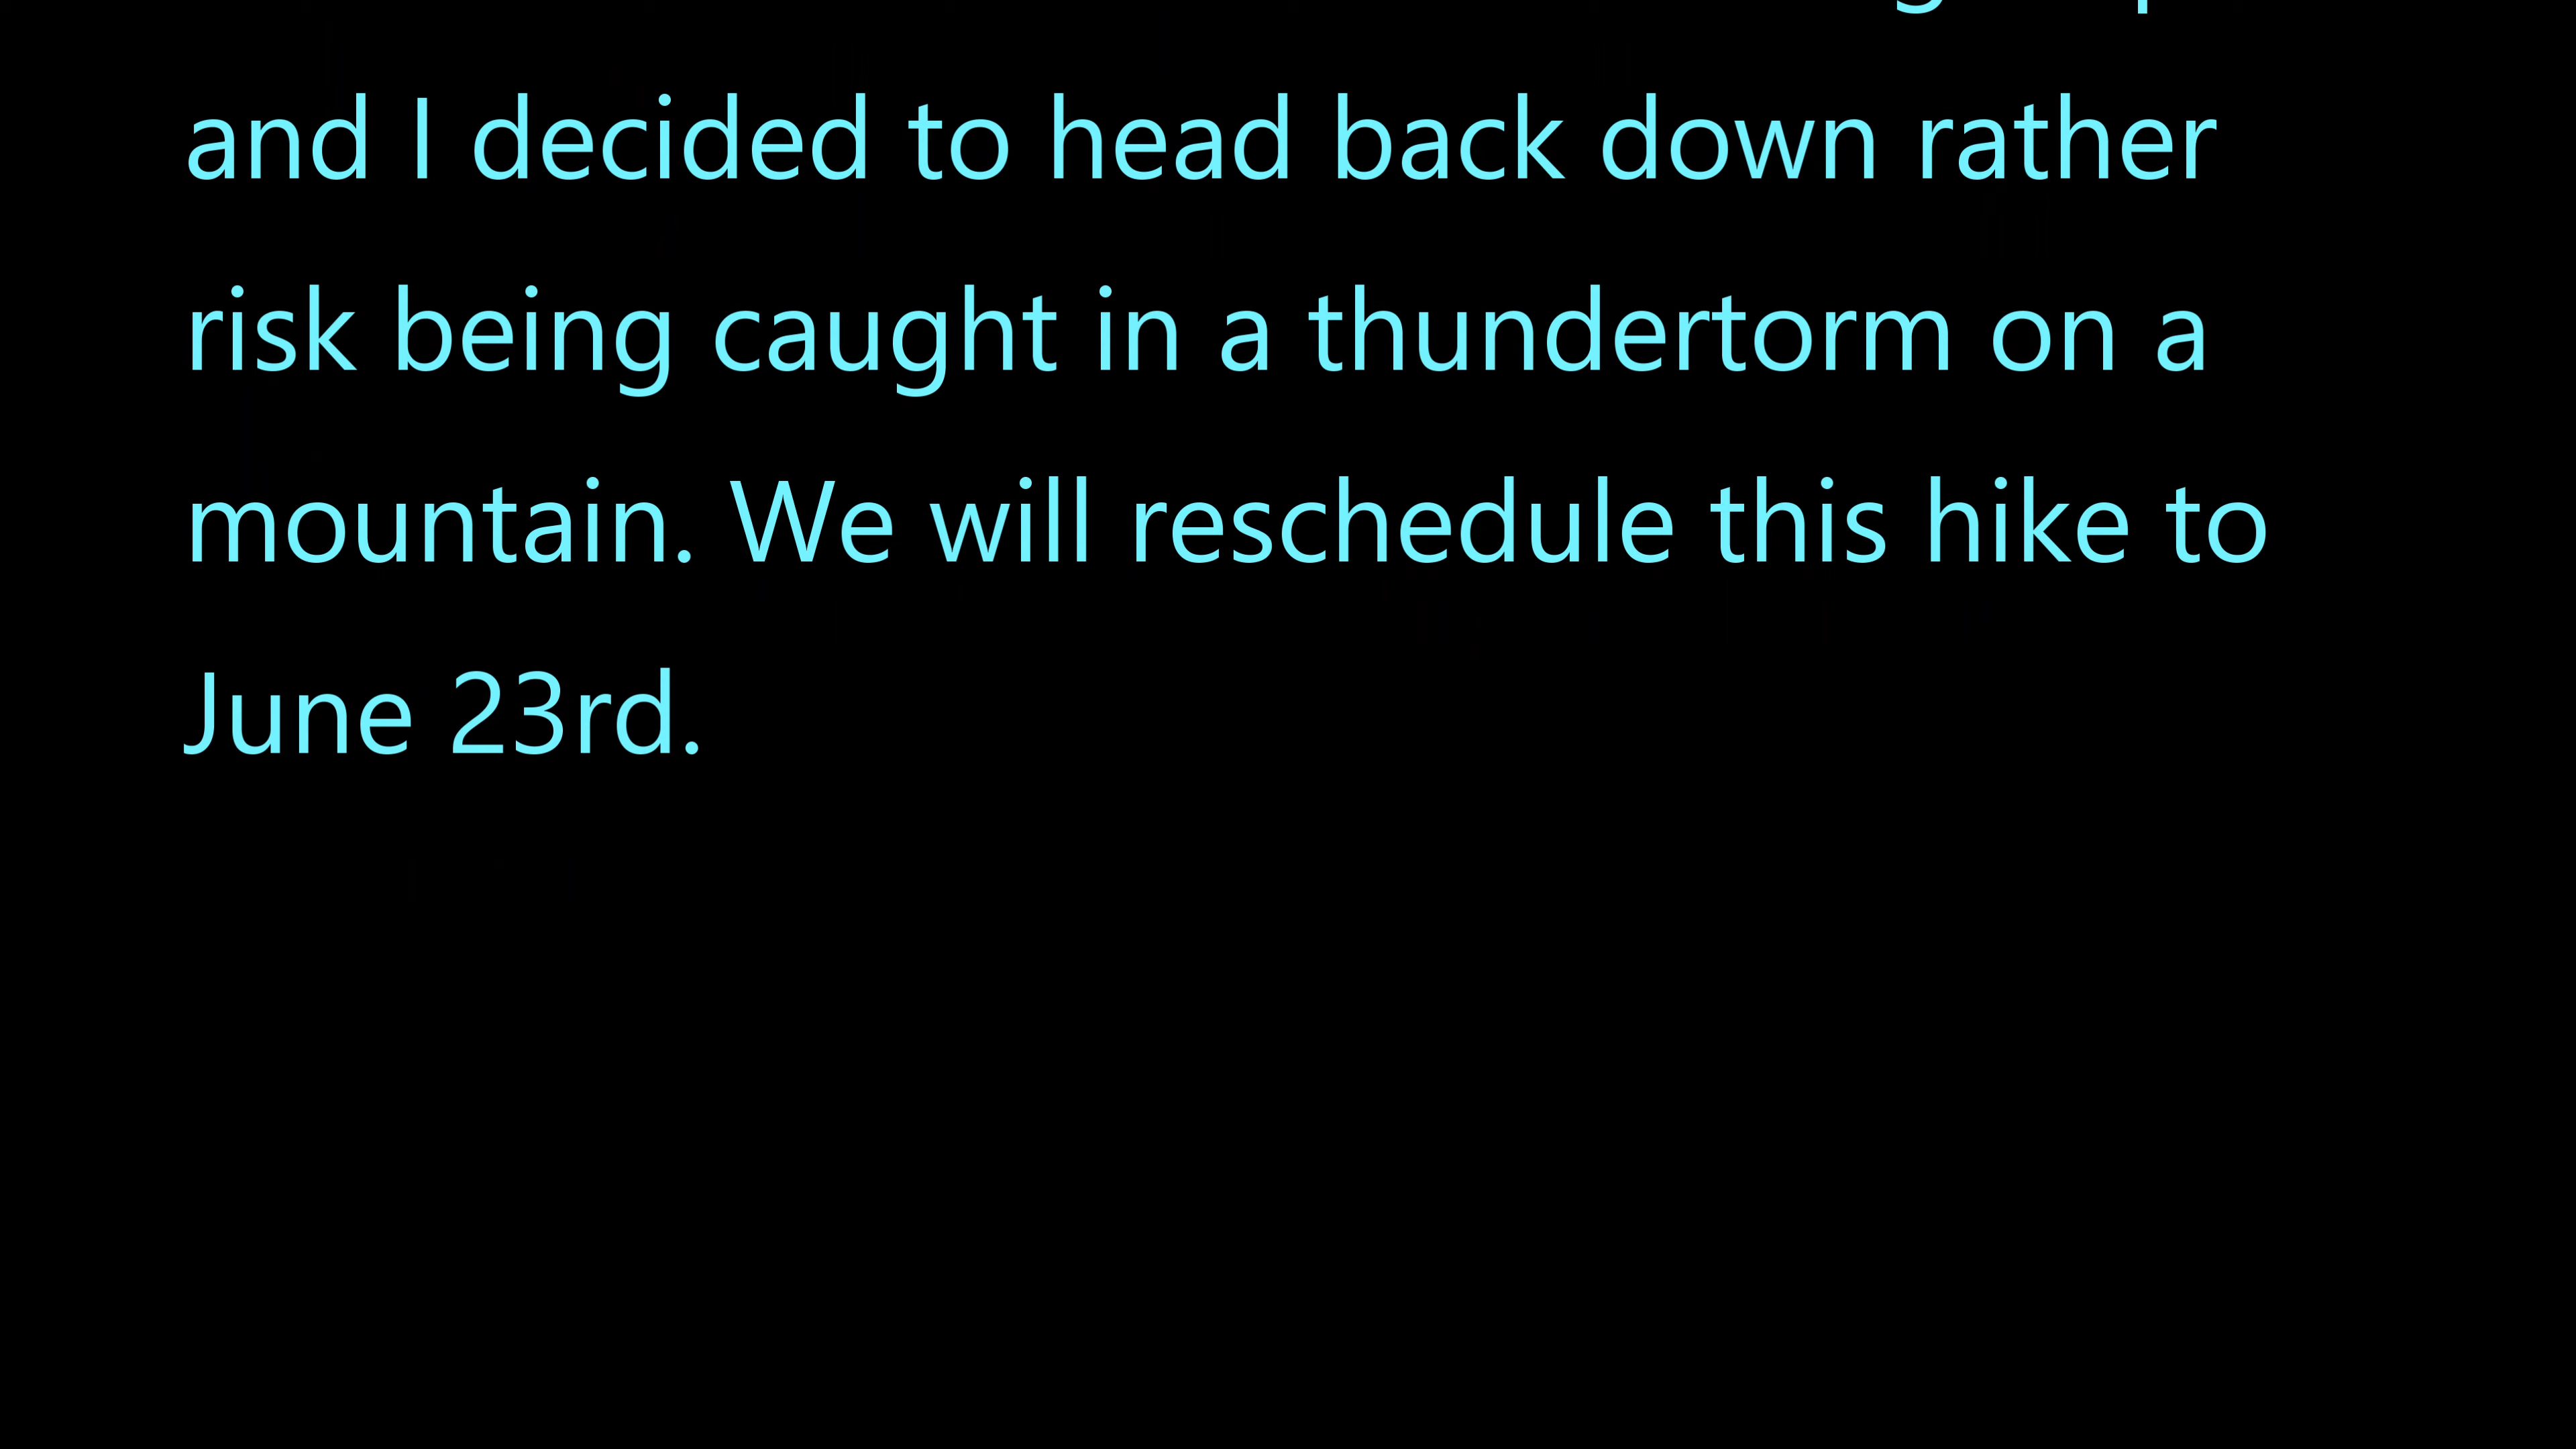 and I decided to head back down rather
risk being caught in a thundertorm on a
mountain. We will reschedule this hike to
June 23rd.